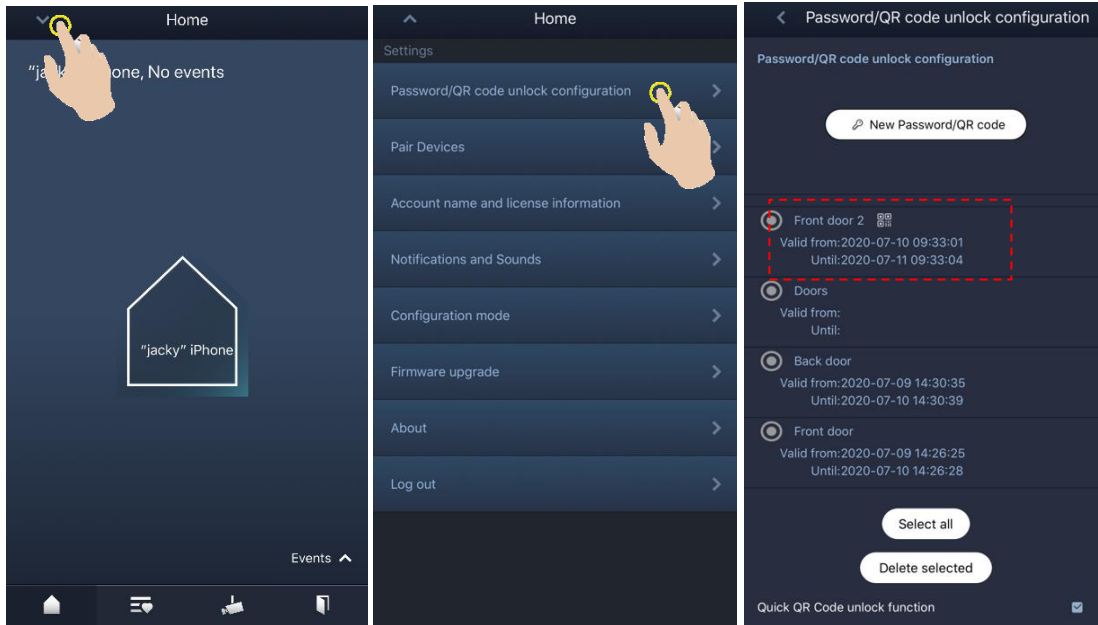 Home
"ja one, No events
"jacky" iPhone
Events
Home
Settings
Password/QR code unlock configuration
Pair Devices
Account name and license information
Notifications and Sounds
Configuration mode
Firmware upgrade
About
Log out
Password/QR code unlock configuration
Password/QR code unlock configuration
New Password/QR code
Front door 2
Valid from:2020-07-10 09:33:01
Until:2020-07-11 09:33:04
Doors
Valid from:
Until:
Back door
Valid from:2020-07-09 14:30:35
Until:2020-07-10 14:30:39
Front door
Valid from:2020-07-09 14:26:25
Until:2020-07-10 14:26:28
Select all
Delete selected
Quick QR Code unlock function